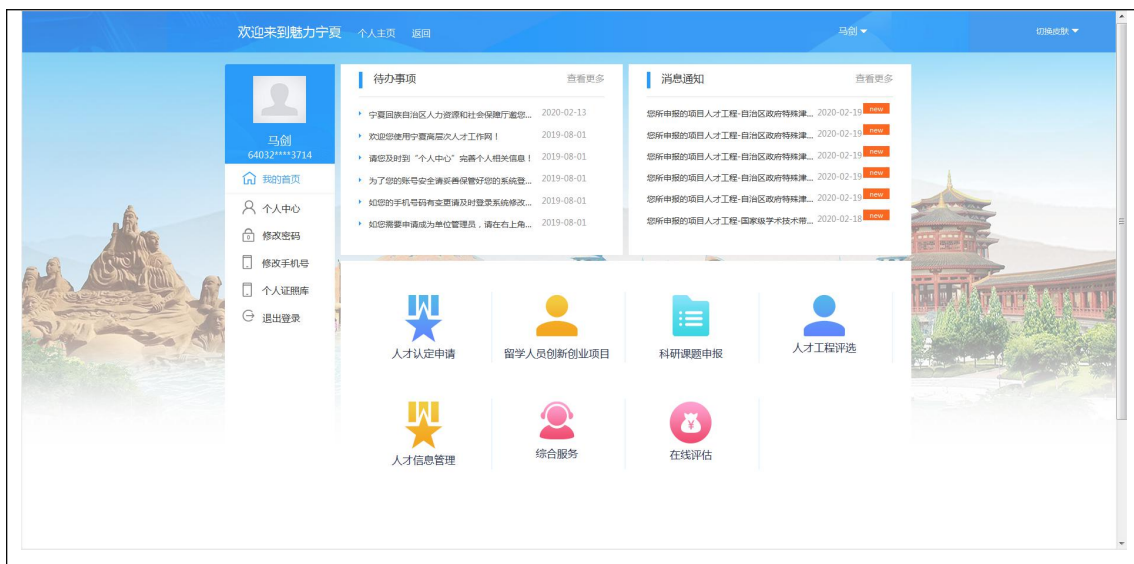 欢迎来到魅力宁夏 个人主页 返回 马剑 切换皮肤
马剑
64032****3714
我的首页
个人中心
修改密码
修改手机号
个人证照库
退出登录
待办事项 查看更多
宁夏回族自治区人力资源和社会保障厅邀您... 2020-02-13
欢迎您使用宁夏高层次人才工作网！ 2019-08-01
请您及时到“个人中心”完善个人相关信息！ 2019-08-01
为了您的账号安全请妥善保管好您的系统登... 2019-08-01
如您的手机号码有变更请及时登录系统修改... 2019-08-01
如您需要申请成为单位管理员，请在右上角... 2019-08-01
消息通知 查看更多
您所申报的项目人才工程-自治区政府特殊津... 2020-02-19 new
您所申报的项目人才工程-自治区政府特殊津... 2020-02-19 new
您所申报的项目人才工程-自治区政府特殊津... 2020-02-19 new
您所申报的项目人才工程-自治区政府特殊津... 2020-02-19 new
您所申报的项目人才工程-自治区政府特殊津... 2020-02-19 new
您所申报的项目人才工程-国家级学术技术带... 2020-02-18 new
人才认定申请 留学人员创新创业项目 科研课题申报 人才工程评选
人才信息管理 综合服务 在线评估